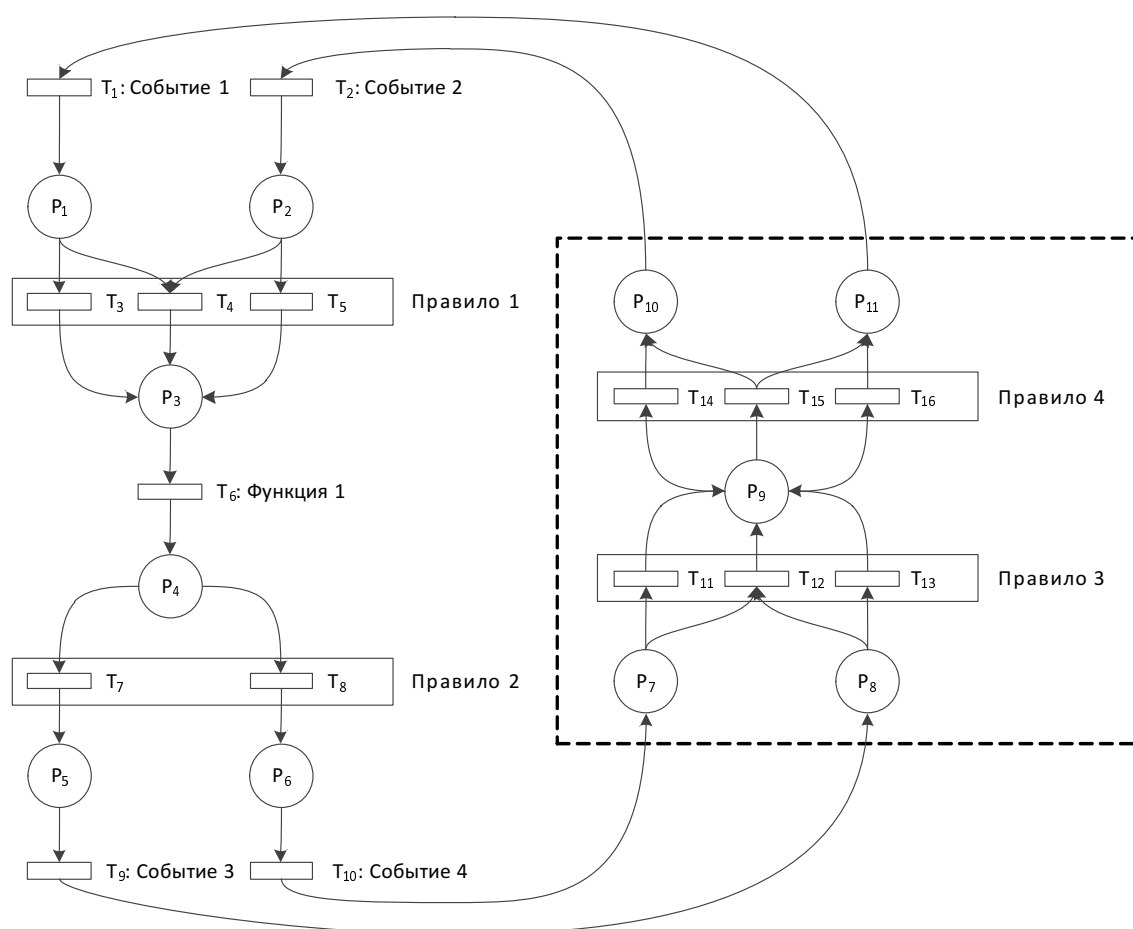 T₁: Событие 1
T₂: Событие 2
P₁
P₂
T₃
T₄
T₅
Правило 1
P₃
T₆: Функция 1
P₄
T₇
T₈
Правило 2
P₅
P₆
T₉: Событие 3
T₁₀: Событие 4
P₁₀
P₁₁
T₁₄
T₁₅
T₁₆
Правило 4
P₉
T₁₁
T₁₂
T₁₃
Правило 3
P₇
P₈